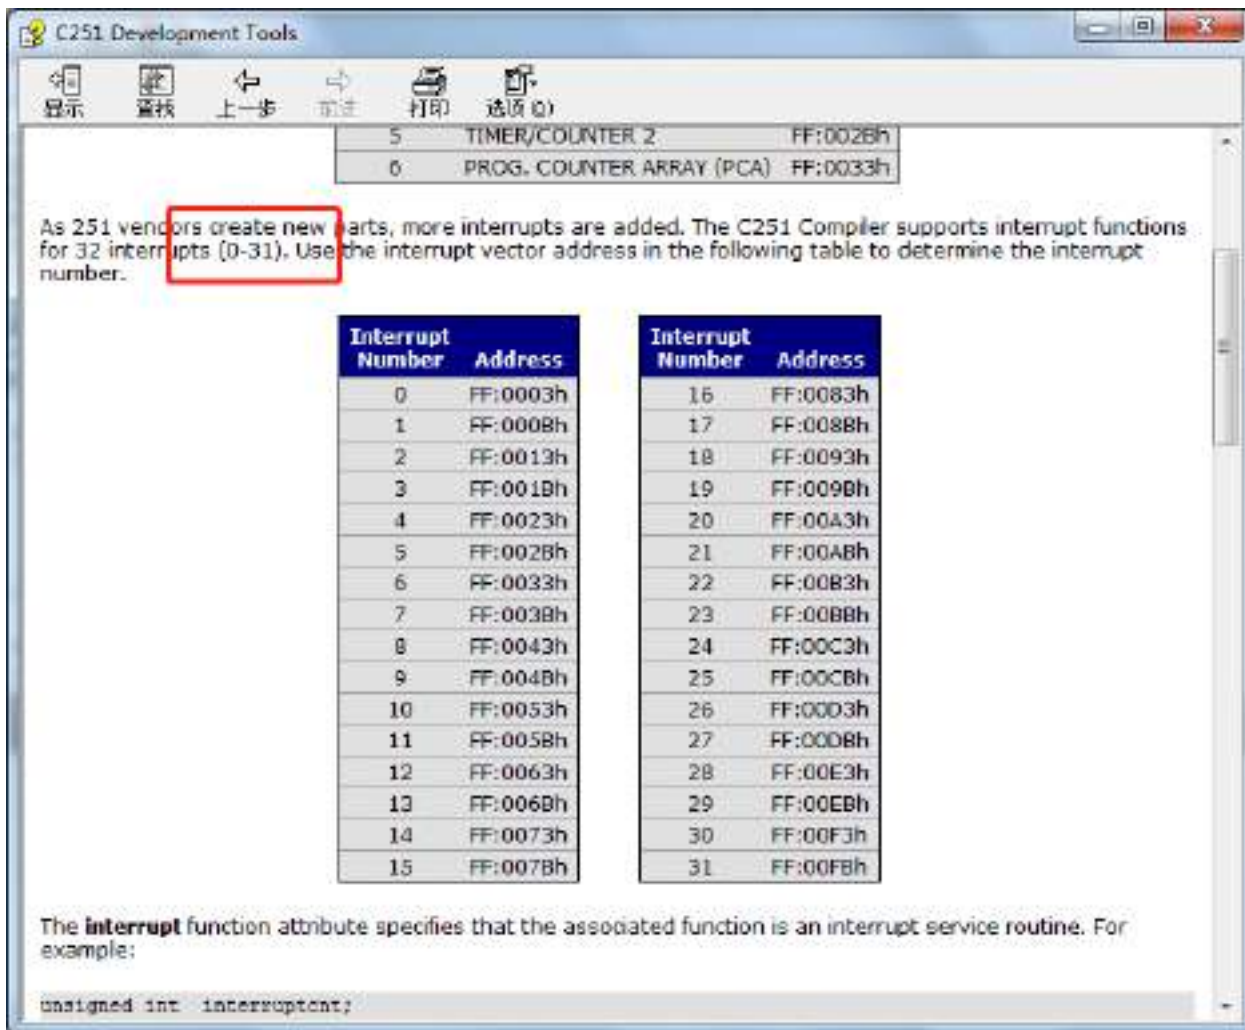 C251 Development Tools
显示 查找 上一步 前进 打印 选项(O)
5 TIMER/COUNTER 2 FF:002Bh
6 PROG. COUNTER ARRAY (PCA) FF:0033h
As 251 vendors create new parts, more interrupts are added. The C251 Compiler supports interrupt functions
for 32 interrupts (0-31). Use the interrupt vector address in the following table to determine the interrupt
number.
Interrupt Interrupt
Number Address Number Address
0 FF:0003h 16 FF:0083h
1 FF:000Bh 17 FF:008Bh
2 FF:0013h 18 FF:0093h
3 FF:001Bh 19 FF:009Bh
4 FF:0023h 20 FF:00A3h
5 FF:002Bh 21 FF:00ABh
6 FF:0033h 22 FF:00B3h
7 FF:003Bh 23 FF:00BBh
8 FF:0043h 24 FF:00C3h
9 FF:004Bh 25 FF:00CBh
10 FF:0053h 26 FF:00D3h
11 FF:005Bh 27 FF:00DBh
12 FF:0063h 28 FF:00E3h
13 FF:006Bh 29 FF:00EBh
14 FF:0073h 30 FF:00F3h
15 FF:007Bh 31 FF:00FBh
The interrupt function attribute specifies that the associated function is an interrupt service routine. For
example:
unsigned int interruptcnt;